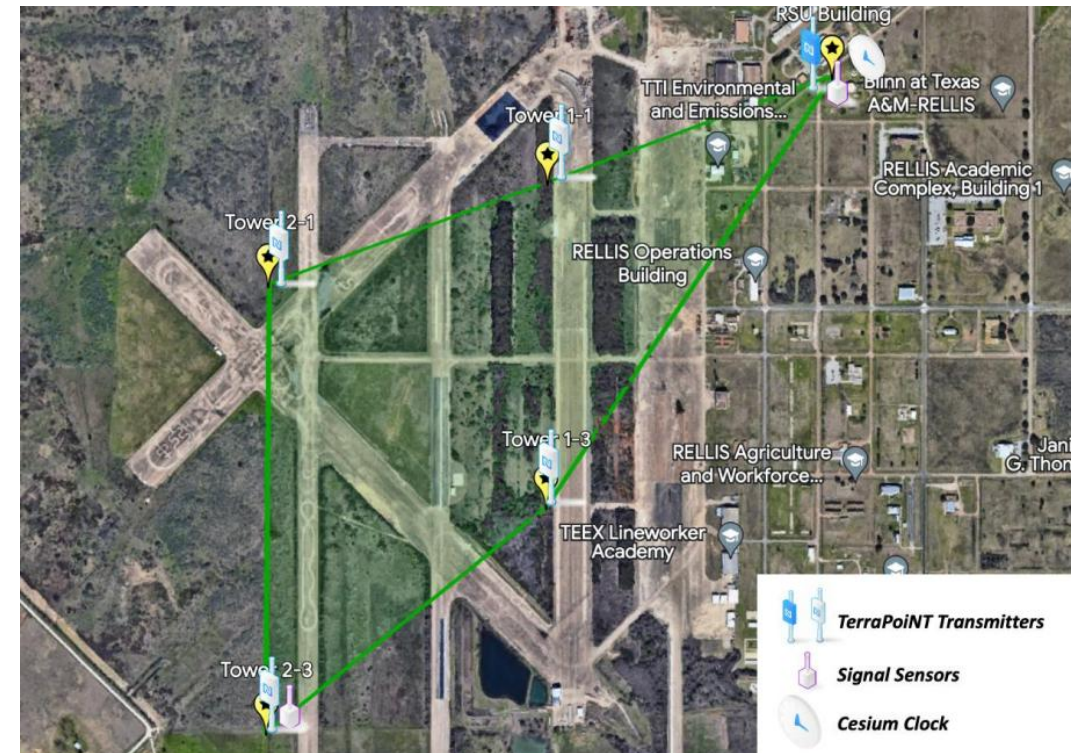 RSU Building
TTI Environmental
and Emissions...
Blinn at Texas
A&M-RELLIS
Tower 1-1
RELLIS Academic
Complex, Building 1
Tower 2-1
RELLIS Operations
Building
Tower 1-3
RELLIS Agriculture
and Workforce...
Jani
G. Thon
TEEX Lineworker
Academy
Tower 2-3
TerraPoiNT Transmitters
Signal Sensors
Cesium Clock